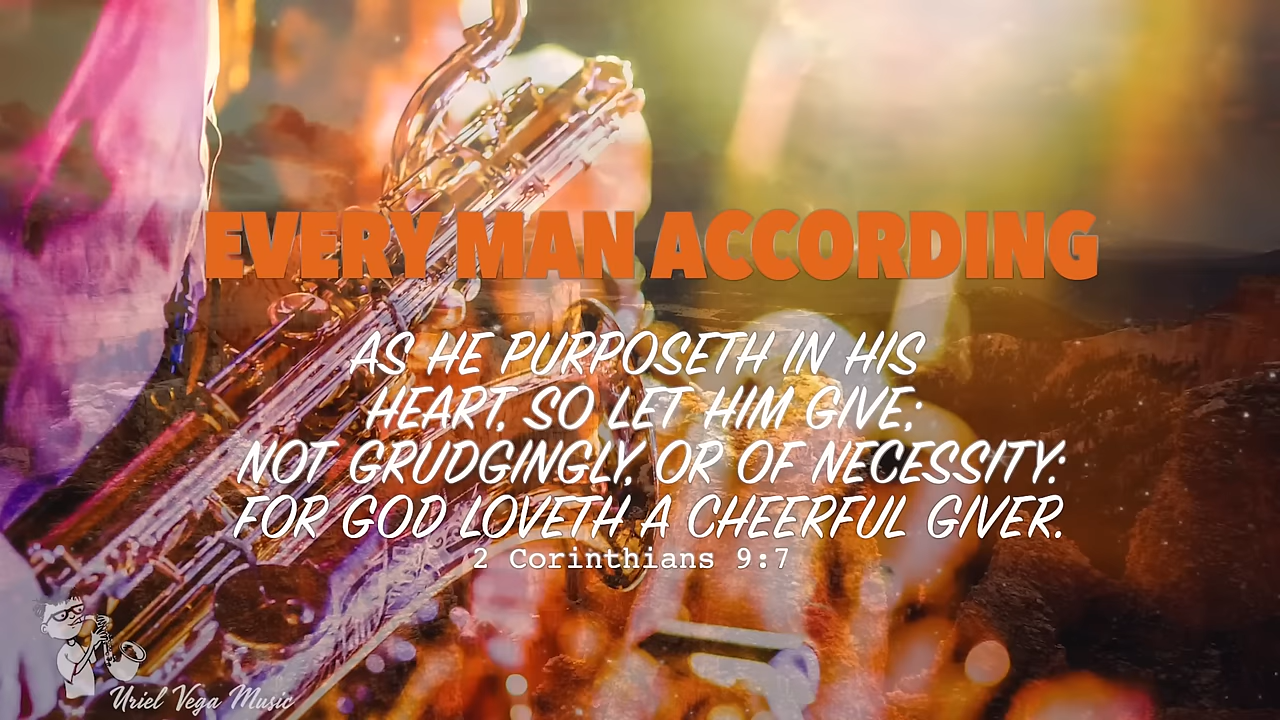 EVERY MAN ACCORDING
AS HE PURPOSETH IN HIS
HEART, SO LET HIM GIVE;
NOT GRUDGINGLY, OR OF NECESSITY:
FOR GOD LOVETH A CHEERFUL GIVER.
2 Corinthians 9:7
Uriel Vega Music